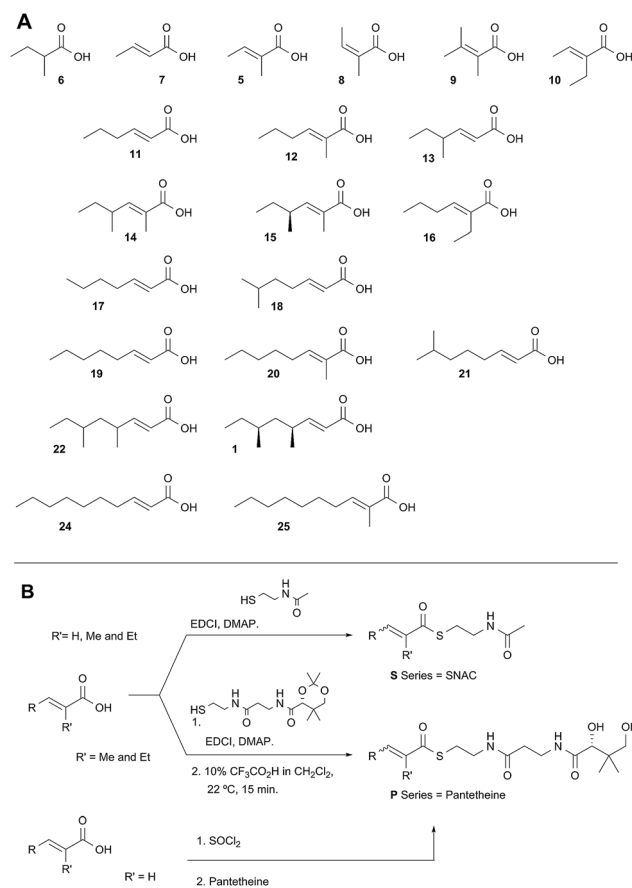 A
O
OH
6
O
OH
7
O
OH
5
O
OH
8
O
OH
9
O
OH
10
O
OH
11
O
OH
12
O
OH
13
O
OH
14
O
OH
15
O
OH
16
O
OH
17
O
OH
18
O
OH
19
O
OH
20
O
OH
21
O
OH
22
O
OH
1
O
OH
24
O
OH
25
B
HS
H
N
O
EDCI, DMAP.
R'= H, Me and Et
R
R'
O
S
H
N
O
S Series = SNAC
R
R'
O
OH
HS
H
N
O
H
N
O
O
O
1.
EDCI, DMAP.
R' = Me and Et
2. 10% CF3CO2H in CH2Cl2,
22 ºC, 15 min.
R
R'
O
S
H
N
O
H
N
O
OH
OH
P Series = Pantetheine
R
R'
O
OH
R' = H
1. SOCl2
2. Pantetheine